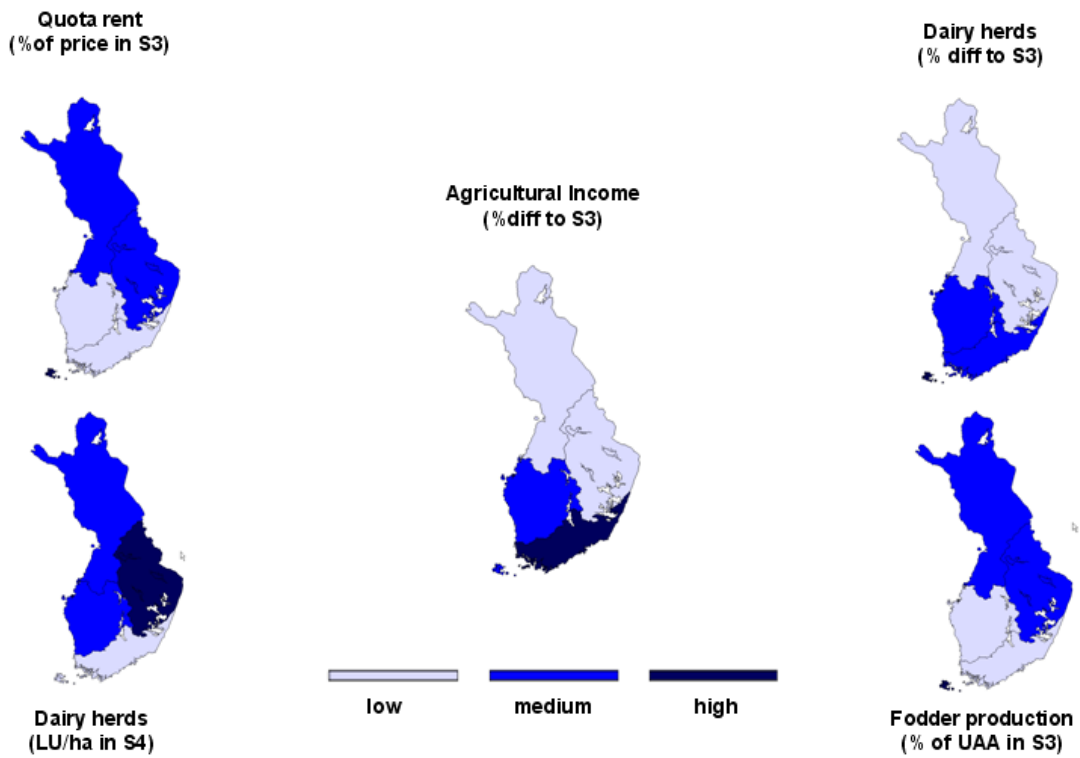 Quota rent
(%of price in S3)
Dairy herds
(% diff to S3)
Agricultural Income
(%diff to S3)
low
medium
high
Dairy herds
(LU/ha in S4)
Fodder production
(% of UAA in S3)